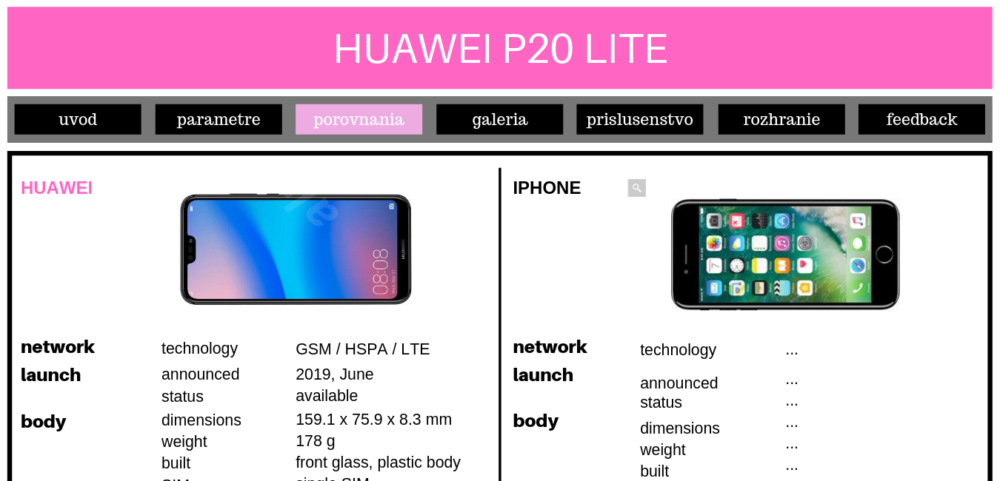 HUAWEI P20 LITE
uvod
parametre
porovnania
galeria
prislusenstvo
rozhranie
feedback
HUAWEI
08:08
HUAWEI
network
technology
GSM / HSPA / LTE
launch
announced
2019, June
status
available
body
dimensions
159.1 x 75.9 x 8.3 mm
weight
178 g
built
front glass, plastic body
SIM
single SIM
IPHONE
network
technology
...
launch
announced
...
status
...
body
dimensions
...
weight
...
built
...